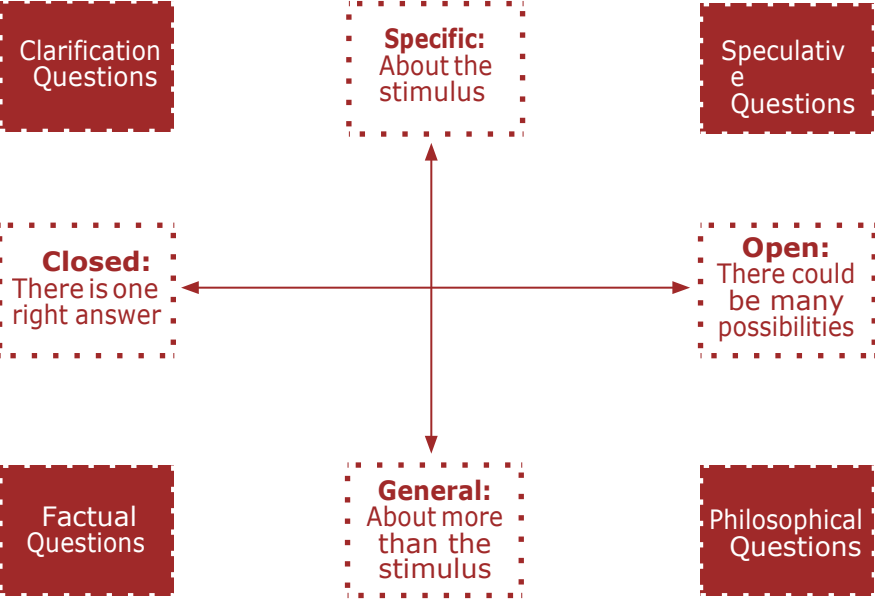 Clarification
Questions
Specific:
About the
stimulus
Speculativ
e
Questions
Closed:
There is one
right answer
Open:
There could
be many
possibilities
Factual
Questions
General:
About more
than the
stimulus
Philosophical
Questions